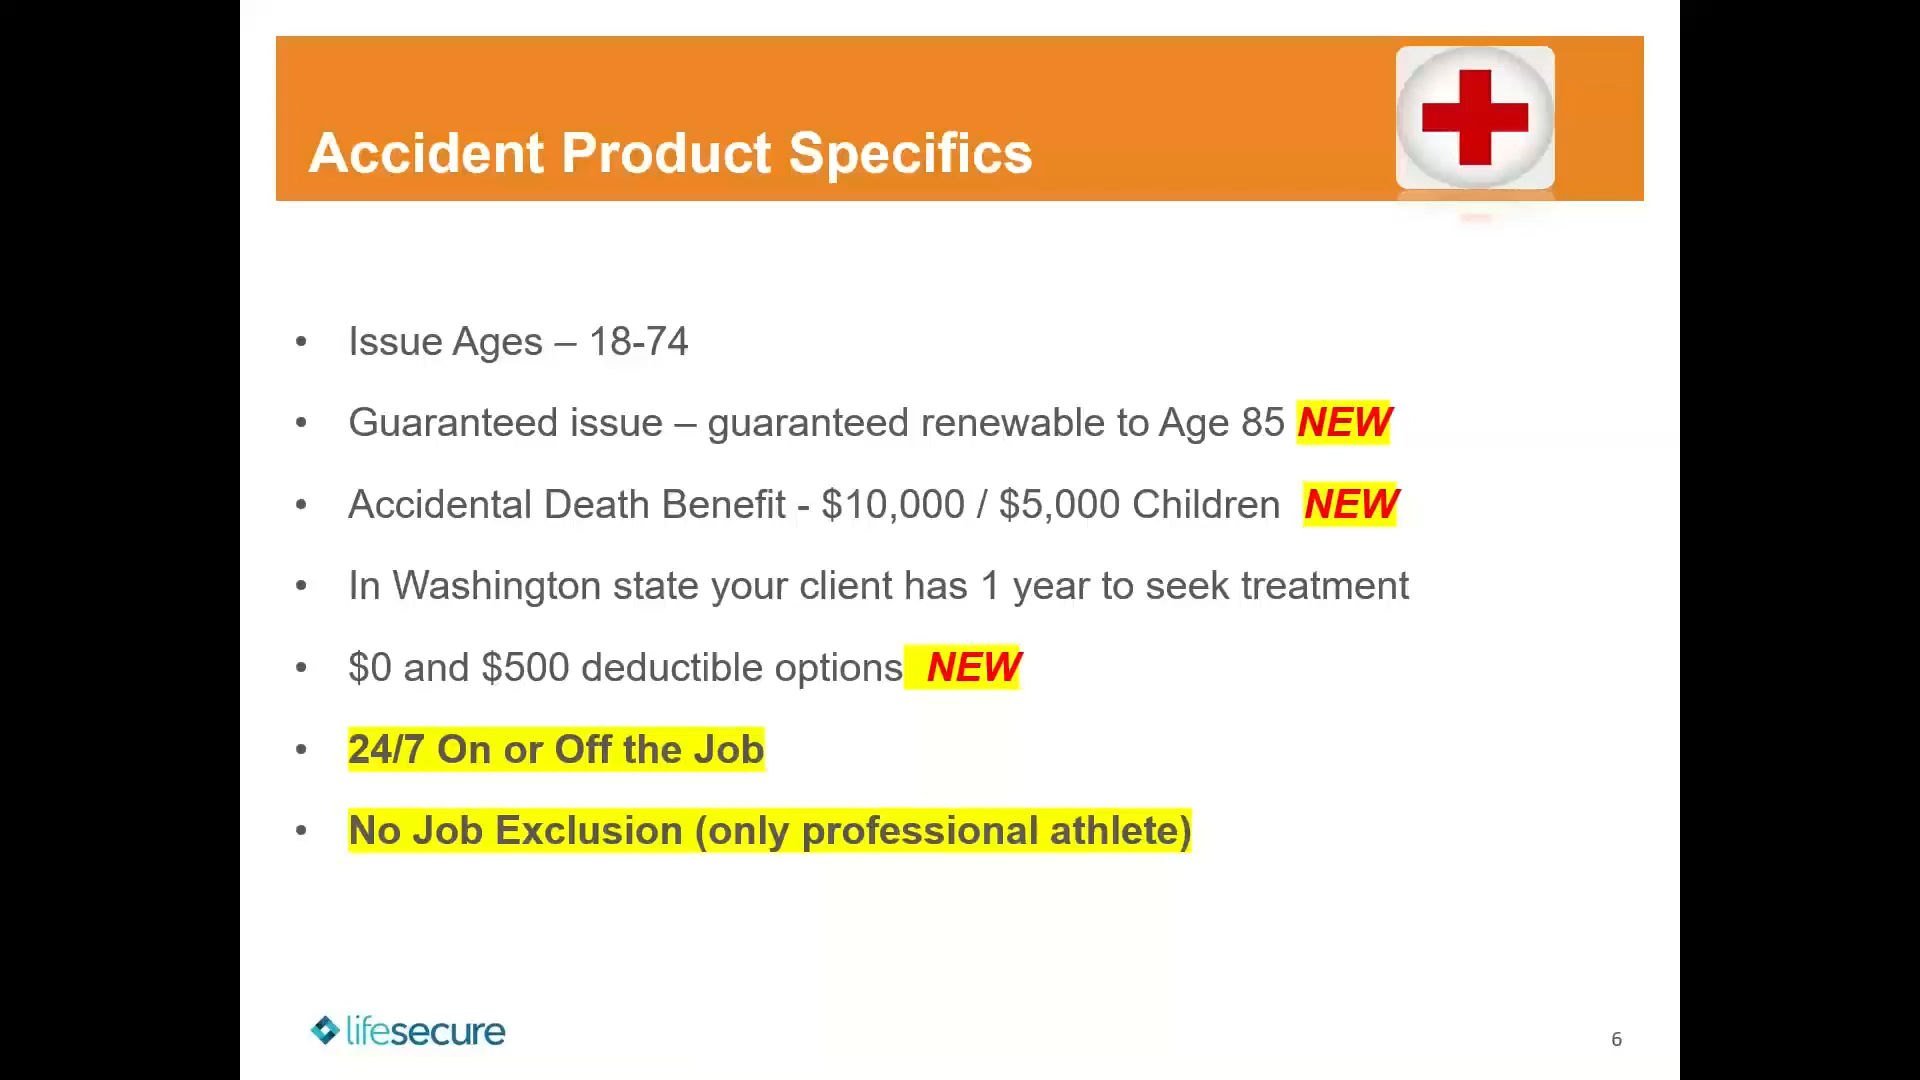 Accident Product Specifics
• Issue Ages – 18-74
• Guaranteed issue – guaranteed renewable to Age 85 NEW
• Accidental Death Benefit - $10,000 / $5,000 Children NEW
• In Washington state your client has 1 year to seek treatment
• $0 and $500 deductible options NEW
• 24/7 On or Off the Job
• No Job Exclusion (only professional athlete)
lifesecure
6